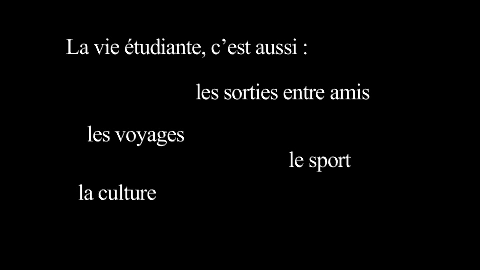 La vie étudiante, c’est aussi :
les sorties entre amis
les voyages
le sport
la culture